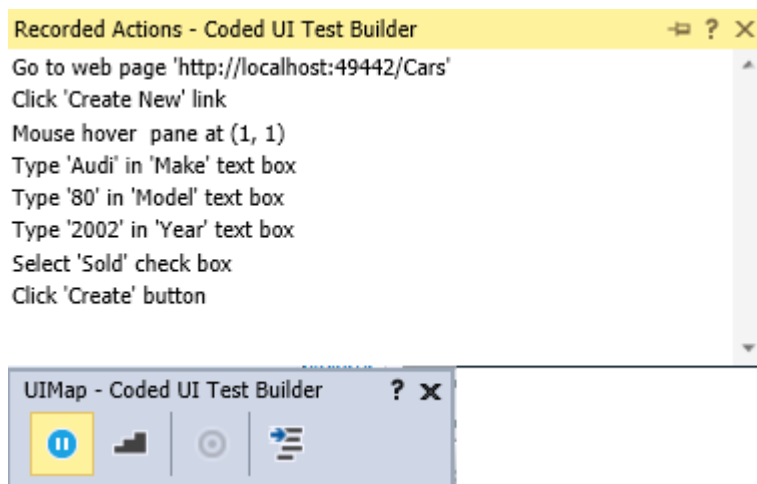 Recorded Actions - Coded UI Test Builder
Go to web page 'http://localhost:49442/Cars'
Click 'Create New' link
Mouse hover  pane at (1, 1)
Type 'Audi' in 'Make' text box
Type '80' in 'Model' text box
Type '2002' in 'Year' text box
Select 'Sold' check box
Click 'Create' button
UIMap - Coded UI Test Builder